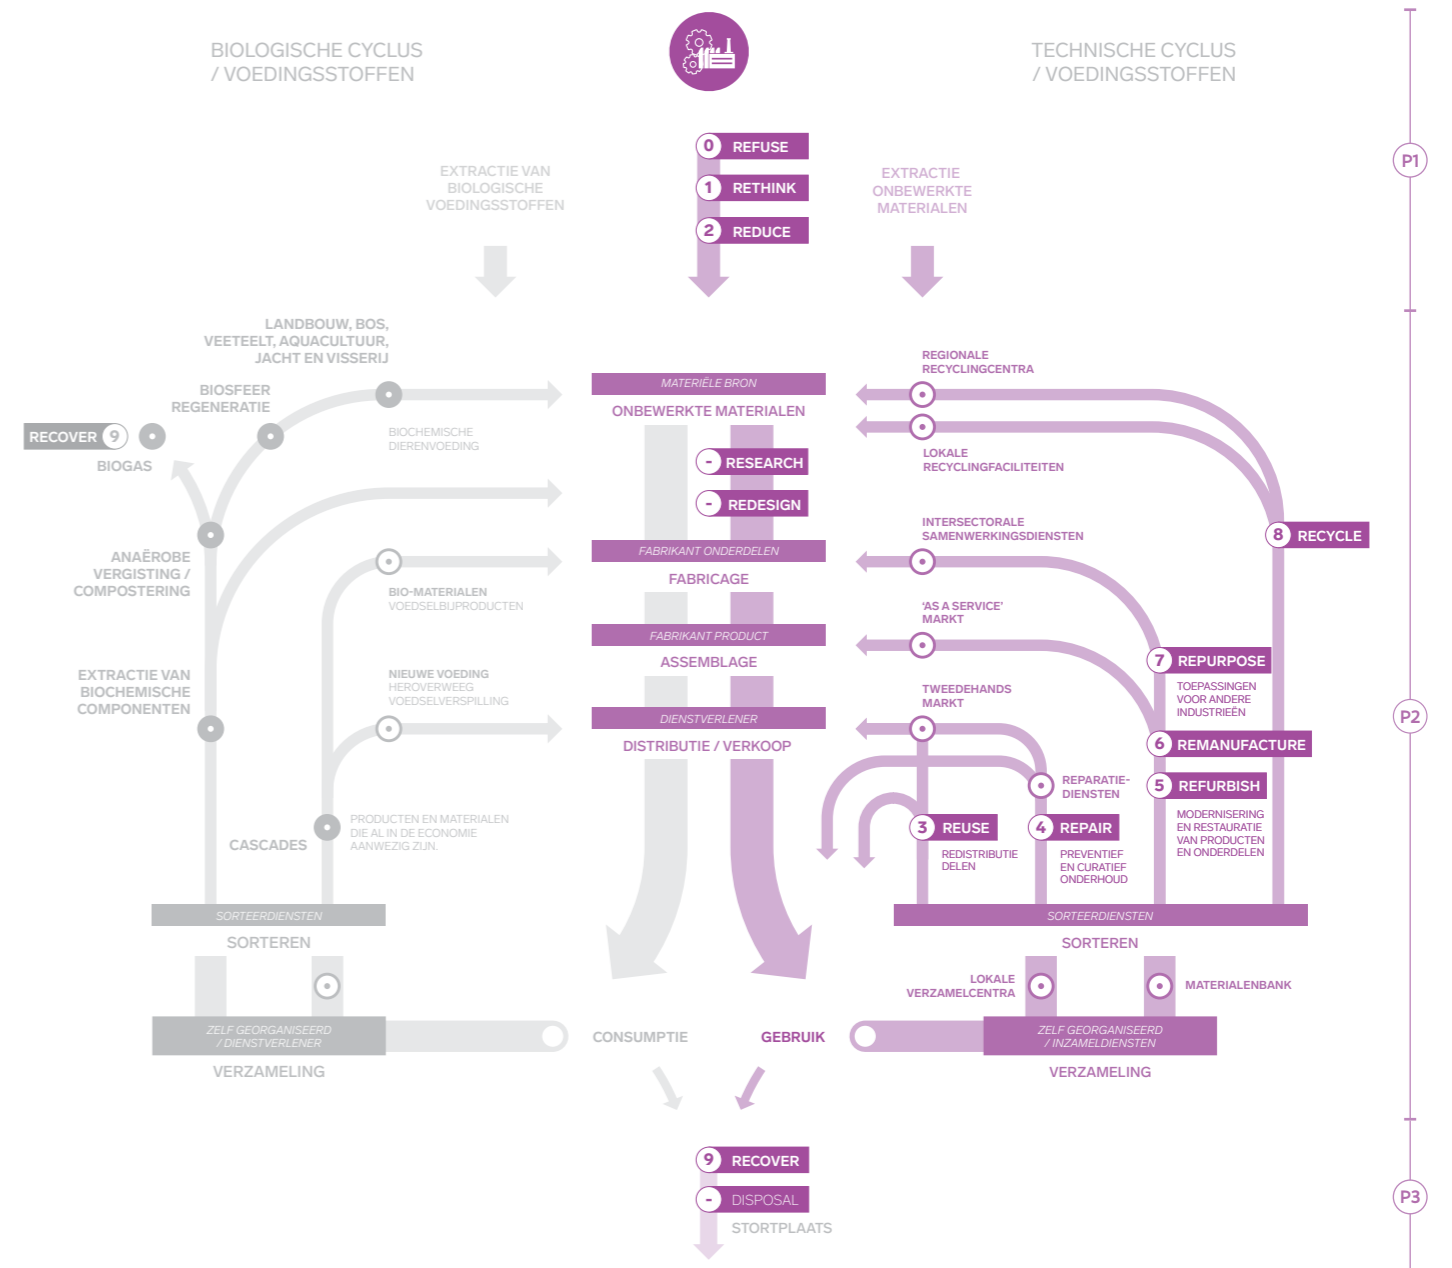 BIOLOGISCHE CYCLUS
/ VOEDINGSSTOFFEN
TECHNISCHE CYCLUS
/ VOEDINGSSTOFFEN
0 REFUSE
1 RETHINK
2 REDUCE
P1
EXTRACTIE VAN
BIOLOGISCHE
VOEDINGSSTOFFEN
EXTRACTIE
ONBEWERKTE
MATERIALEN
LANDBOUW, BOS,
VEETEELT, AQUACULTUUR,
JACHT EN VISSERIJ
BIOSFEER
REGENERATIE
RECOVER 9
BIOGAS
BIOCHEMISCHE
DIERENVOEDING
ANAËROBE
VERGISTING /
COMPOSTERING
BIO-MATERIALEN
VOEDSELBIJPRODUCTEN
EXTRACTIE VAN
BIOCHEMISCHE
COMPONENTEN
NIEUWE VOEDING
HEROVERWEEG
VOEDSELVERSPILLING
CASCADES
PRODUCTEN EN MATERIALEN
DIE AL IN DE ECONOMIE
AANWEZIG ZIJN.
SORTEERDIENSTEN
SORTEREN
ZELF GEORGANISEERD
/ DIENSTVERLENER
VERZAMELING
MATERIËLE BRON
ONBEWERKTE MATERIALEN
- RESEARCH
- REDESIGN
FABRIKANT ONDERDELEN
FABRICAGE
FABRIKANT PRODUCT
ASSEMBLAGE
DIENSTVERLENER
DISTRIBUTIE / VERKOOP
CONSUMPTIE
GEBRUIK
REGIONALE
RECYCLINGCENTRA
LOKALE
RECYCLINGFACILITEITEN
INTERSECTORALE
SAMENWERKINGSDIENSTEN
8 RECYCLE
'AS A SERVICE'
MARKT
7 REPURPOSE
TOEPASSINGEN
VOOR ANDERE
INDUSTRIEËN
TWEEDEHANDS
MARKT
P2
6 REMANUFACTURE
REPARATIE-
DIENSTEN
5 REFURBISH
MODERNISERING
EN RESTAURATIE
VAN PRODUCTEN
EN ONDERDELEN
3 REUSE
REDISTRIBUTIE
DELEN
4 REPAIR
PREVENTIEF
EN CURATIEF
ONDERHOUD
SORTEERDIENSTEN
SORTEREN
LOKALE
VERZAMELCENTRA
MATERIALENBANK
ZELF GEORGANISEERD
/ INZAMELDIENSTEN
VERZAMELING
9 RECOVER
- DISPOSAL
STORTPLAATS
P3